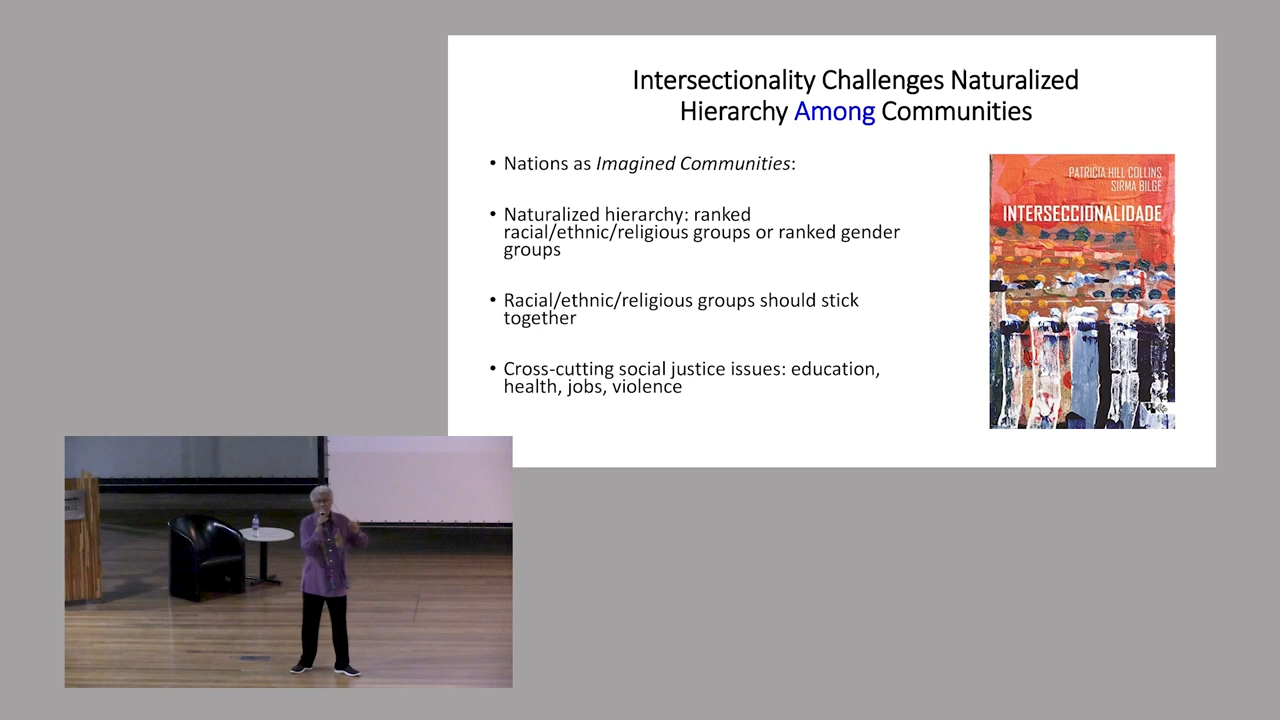 Intersectionality Challenges Naturalized
Hierarchy Among Communities
• Nations as Imagined Communities:
• Naturalized hierarchy: ranked
racial/ethnic/religious groups or ranked gender
groups
• Racial/ethnic/religious groups should stick
together
• Cross-cutting social justice issues: education,
health, jobs, violence
PATRICIA HILL COLLINS
SIRMA BILGE
INTERSECCIONALIDADE